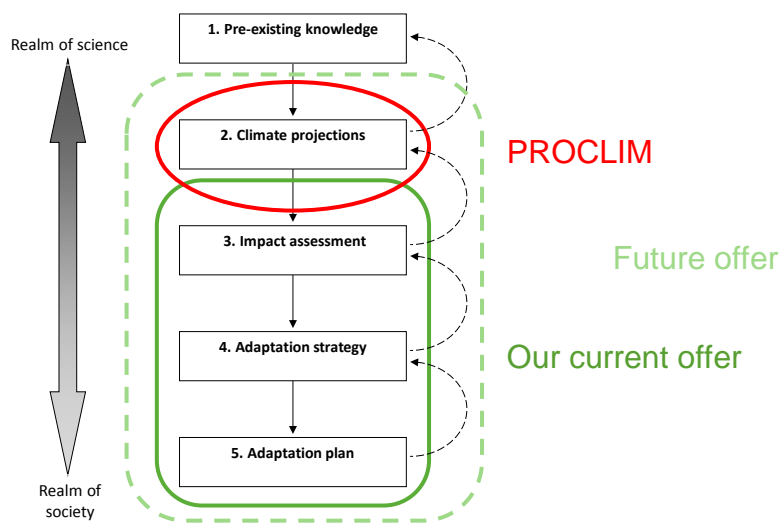 1. Pre-existing knowledge
Realm of science
2. Climate projections
PROCLIM
3. Impact assessment
Future offer
4. Adaptation strategy
Our current offer
5. Adaptation plan
Realm of
society